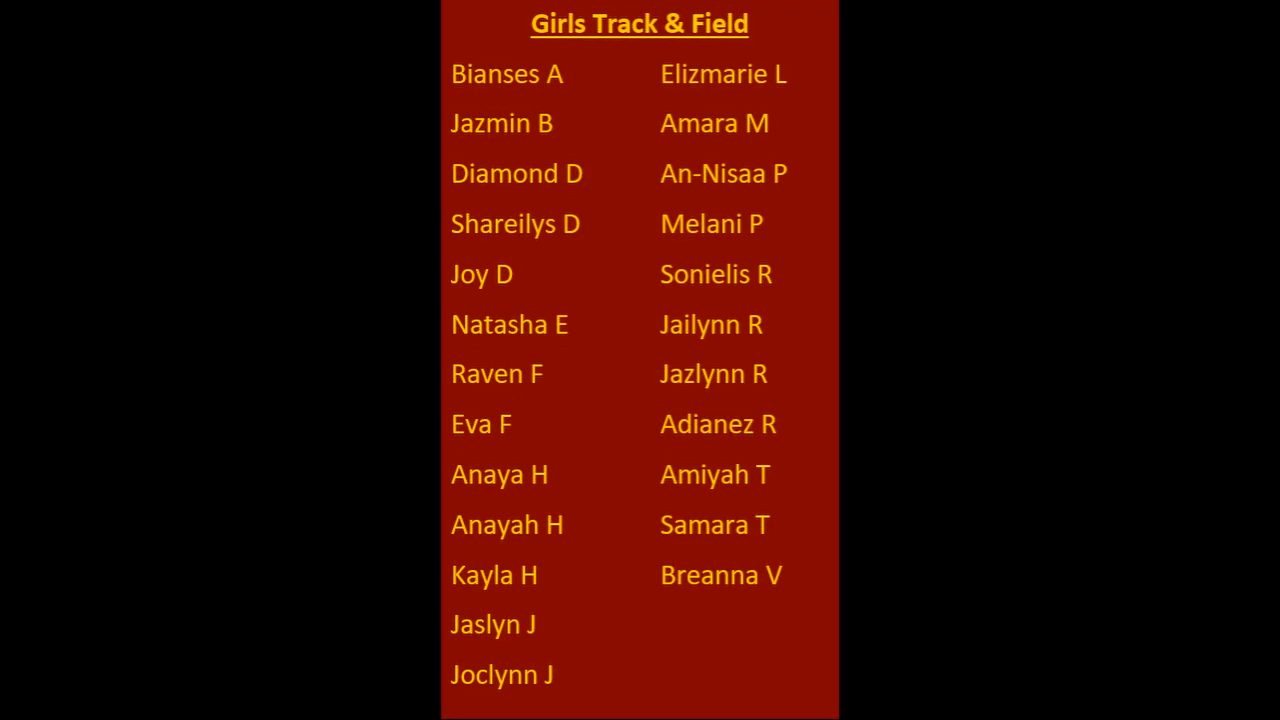 Girls Track & Field
Bianses A
Jazmin B
Diamond D
Shareilys D
Joy D
Natasha E
Raven F
Eva F
Anaya H
Anayah H
Kayla H
Jaslyn J
Joclynn J
Elizmarie L
Amara M
An-Nisaa P
Melani P
Sonielis R
Jailynn R
Jazlynn R
Adianez R
Amiyah T
Samara T
Breanna V